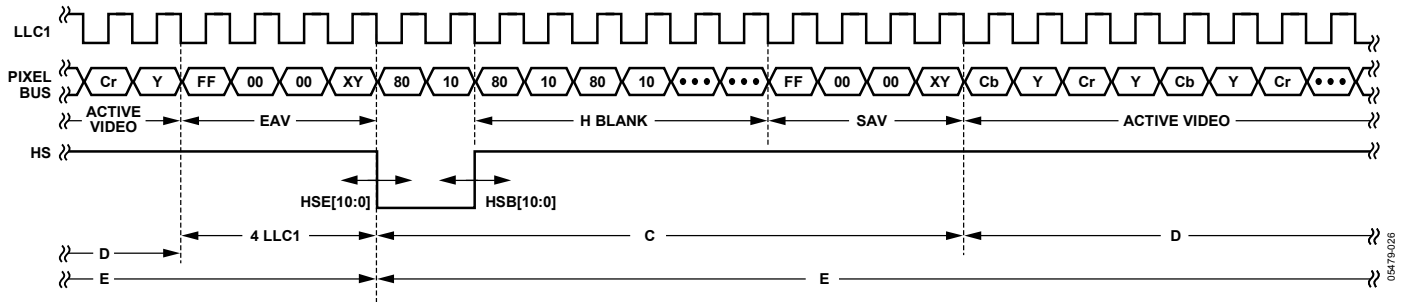 LLC1
PIXEL BUS Cr Y FF 00 00 XY 80 10 80 10 80 10 ••• ••• FF 00 00 XY Cb Y Cr Y Cb Y Cr •••
ACTIVE VIDEO EAV H BLANK SAV ACTIVE VIDEO
HS
HSE[10:0] HSB[10:0]
4 LLC1 C D
D
E E
05479-026